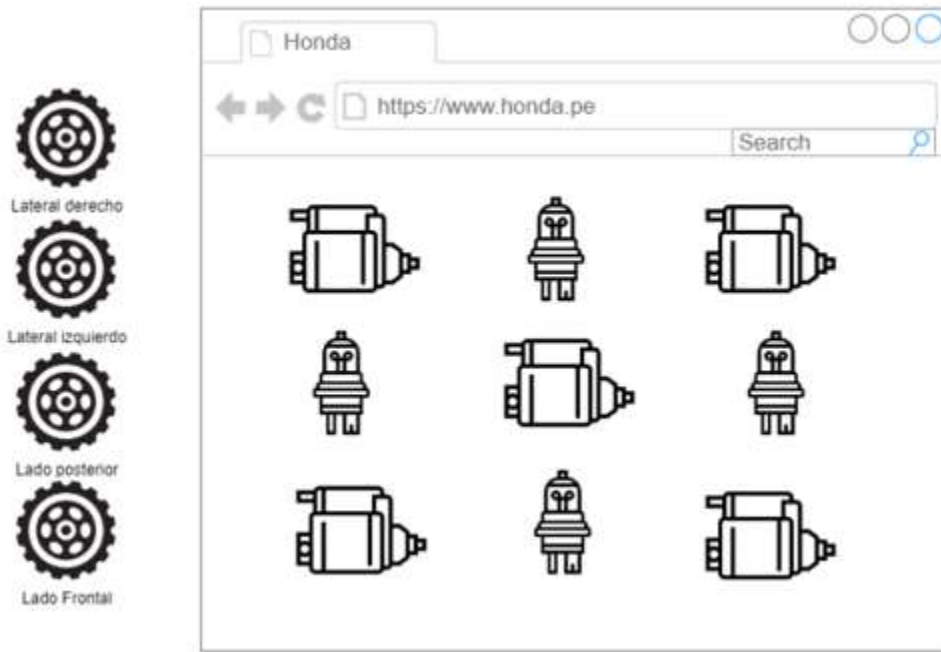 Honda
https://www.honda.pe
Search
Lateral derecho
Lateral izquierdo
Lado posterior
Lado Frontal